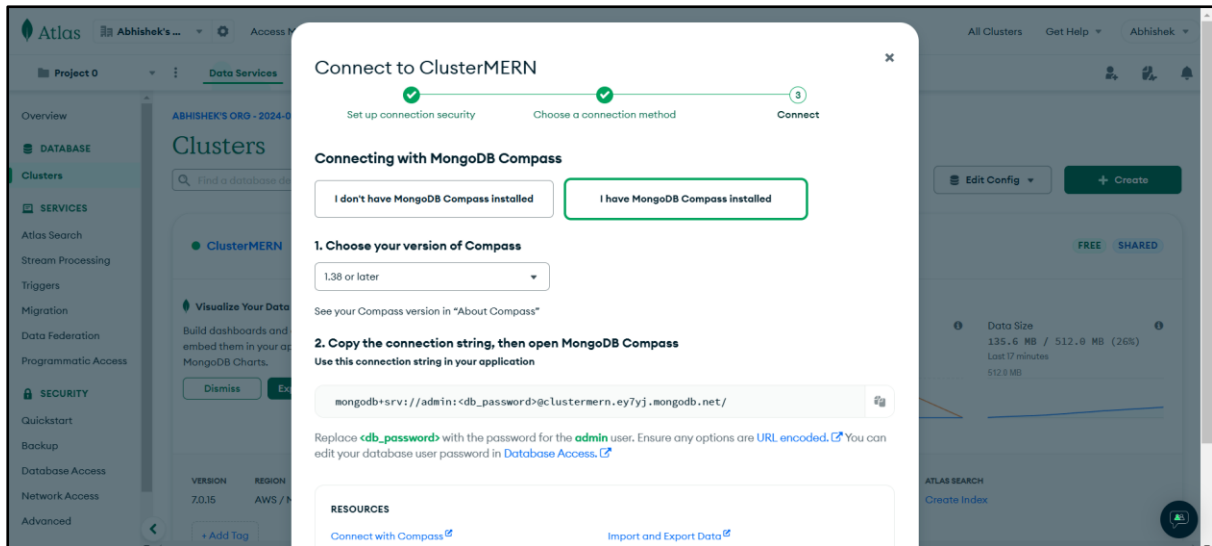 Atlas
Abhishek's ...
Access
All Clusters
Get Help
Abhishek
Project 0
Data Services
Overview
DATABASE
Clusters
SERVICES
Atlas Search
Stream Processing
Triggers
Migration
Data Federation
Programmatic Access
SECURITY
Quickstart
Backup
Database Access
Network Access
Advanced
ABHISHEK'S ORG - 2024-0
Clusters
Find a database de
Edit Config
+ Create
ClusterMERN
FREE
SHARED
Visualize Your Data
Build dashboards and
embed them in your ap
MongoDB Charts.
Dismiss
Data Size
135.6 MB / 512.0 MB (26%)
Last 17 minutes
512.0 MB
VERSION
REGION
7.0.15
AWS /
+ Add Tag
ATLAS SEARCH
Create Index
Connect to ClusterMERN
Set up connection security
Choose a connection method
3
Connect
Connecting with MongoDB Compass
I don't have MongoDB Compass installed
I have MongoDB Compass installed
1. Choose your version of Compass
1.38 or later
See your Compass version in "About Compass"
2. Copy the connection string, then open MongoDB Compass
Use this connection string in your application
mongodb+srv://admin:<db_password>@clustermern.ey7yj.mongodb.net/
Replace <db_password> with the password for the admin user. Ensure any options are URL encoded. You can
edit your database user password in Database Access.
RESOURCES
Connect with Compass
Import and Export Data